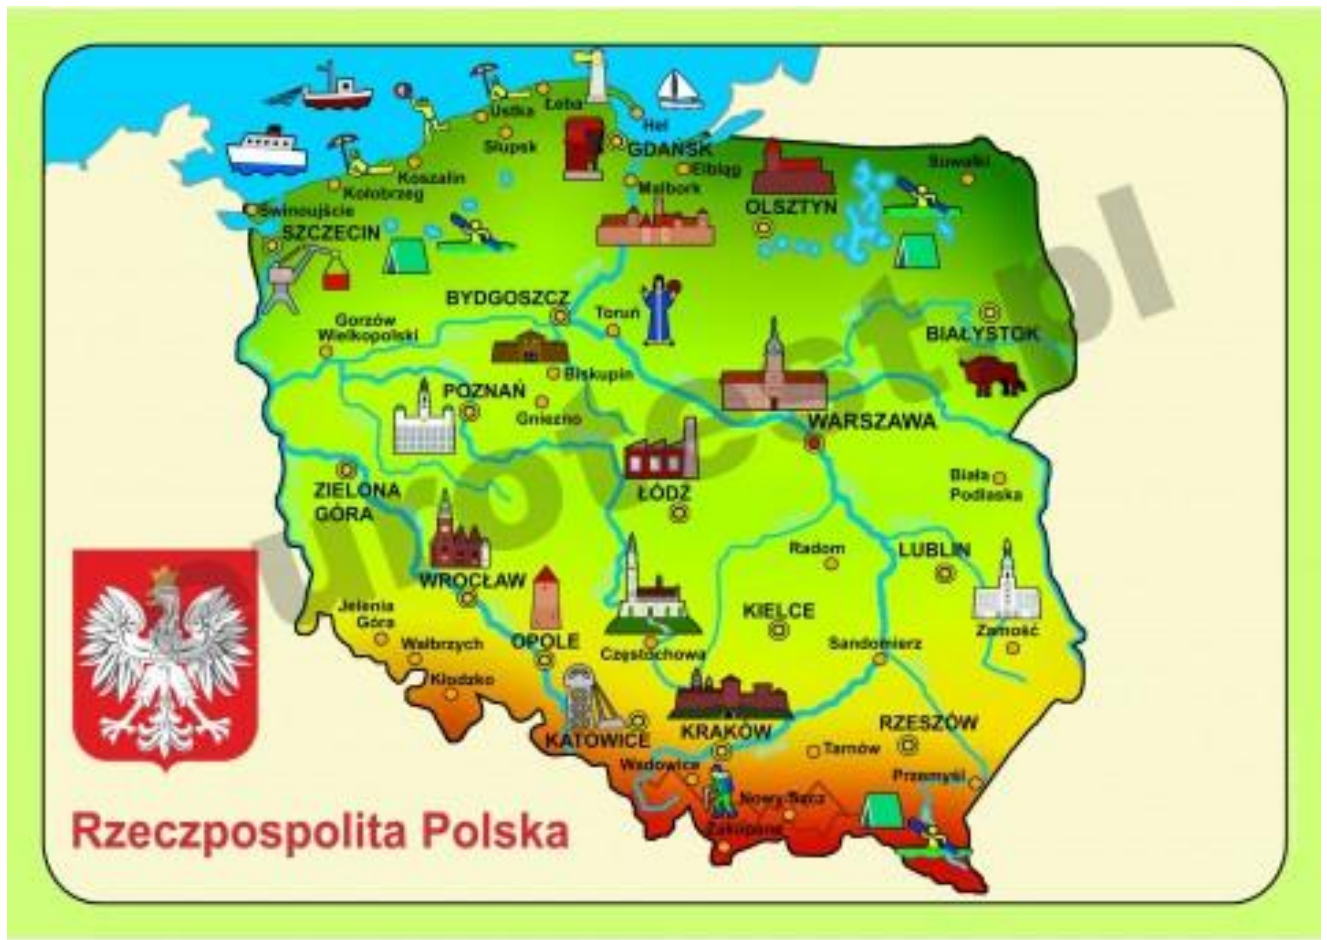 Ustka
Łeba
Hel
Słupsk
GDAŃSK
Elbląg
Suwałki
Koszalin
Kołobrzeg
Malbork
OLSZTYN
Świnoujście
SZCZECIN
BYDGOSZCZ
Toruń
Gorzów
Wielkopolski
BIAŁYSTOK
Biskupin
POZNAŃ
Gniezno
WARSZAWA
Biała
Podlaska
ZIELONA
GÓRA
ŁÓDŹ
Radom
LUBLIN
WROCŁAW
Jelenia
Góra
KIELCE
Zamość
Wałbrzych
OPOLE
Częstochowa
Sandomierz
Kłodzko
KATOWICE
KRAKÓW
RZESZÓW
Tarnów
Wadowice
Przemyśl
Nowy Sącz
Zakopane
Rzeczpospolita Polska
eurotest.pl